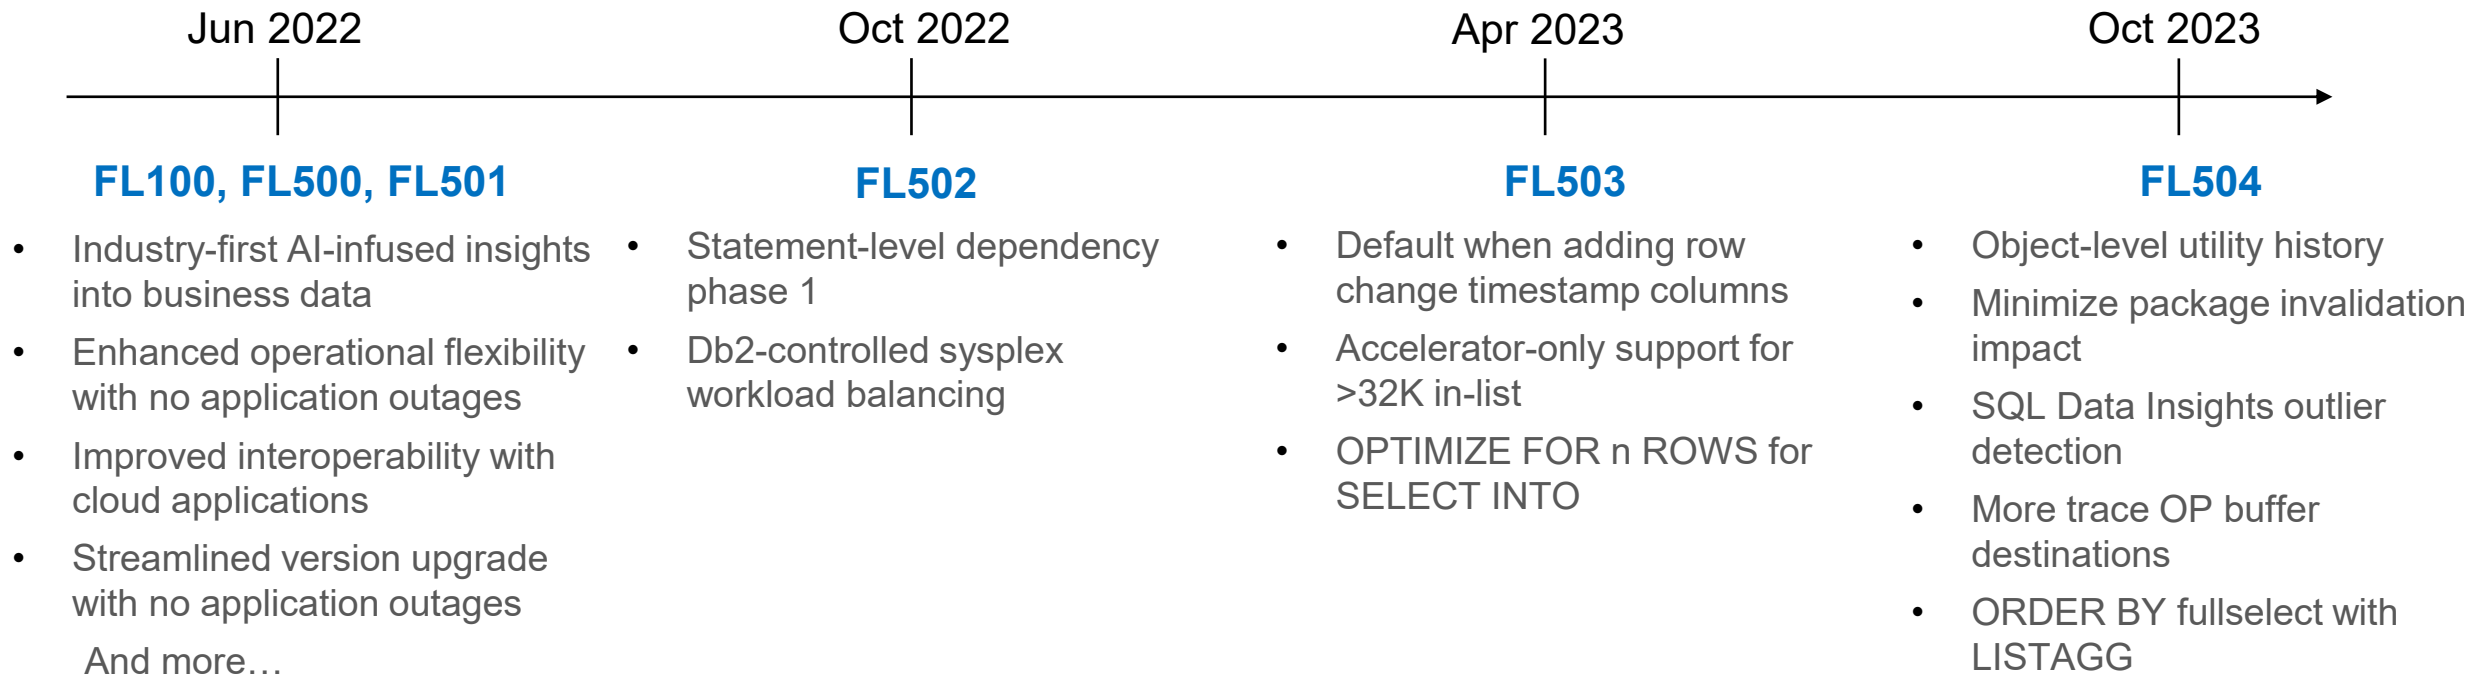 Jun 2022
Oct 2022
Apr 2023
Oct 2023
FL100, FL500, FL501
• Industry-first AI-infused insights
into business data
• Enhanced operational flexibility
with no application outages
• Improved interoperability with
cloud applications
• Streamlined version upgrade
with no application outages
And more…
FL502
• Statement-level dependency
phase 1
• Db2-controlled sysplex
workload balancing
FL503
• Default when adding row
change timestamp columns
• Accelerator-only support for
>32K in-list
• OPTIMIZE FOR n ROWS for
SELECT INTO
FL504
• Object-level utility history
• Minimize package invalidation
impact
• SQL Data Insights outlier
detection
• More trace OP buffer
destinations
• ORDER BY fullselect with
LISTAGG